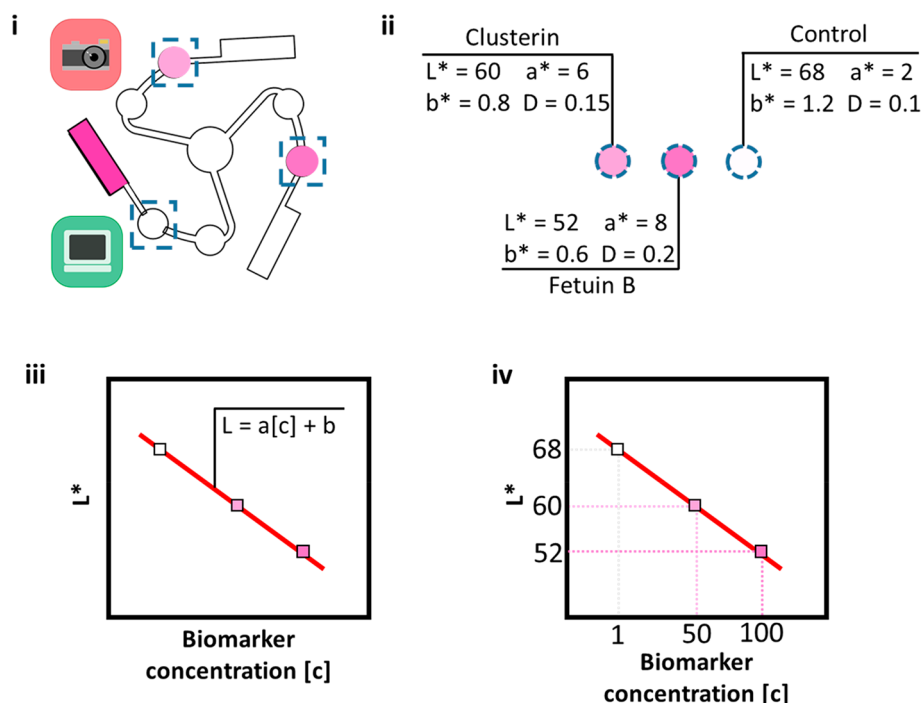 i
ii
Clusterin
L* = 60 a* = 6
b* = 0.8 D = 0.15
Control
L* = 68 a* = 2
b* = 1.2 D = 0.1
L* = 52 a* = 8
b* = 0.6 D = 0.2
Fetuin B
iii
L = a[c] + b
L*
Biomarker
concentration [c]
iv
68
60
52
L*
1 50 100
Biomarker
concentration [c]